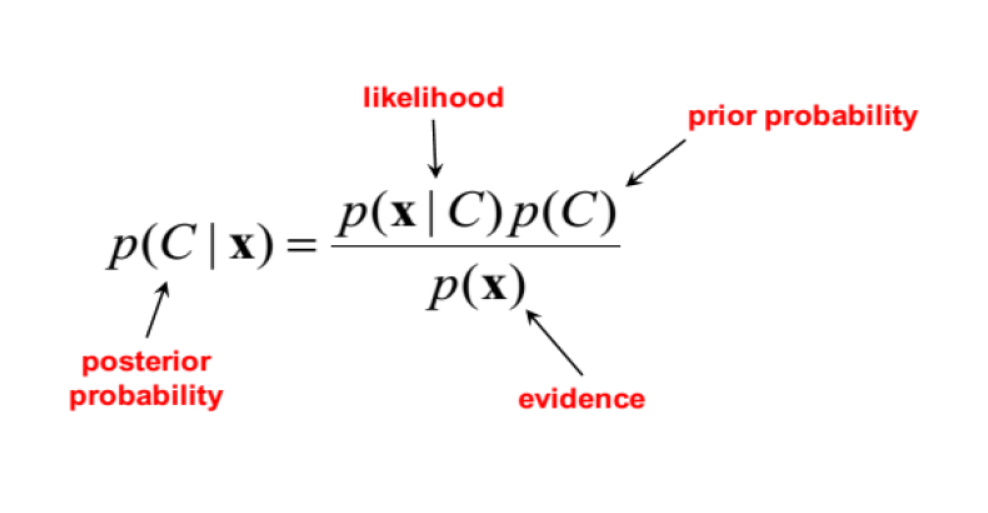 likelihood
prior probability
p(x | C)p(C)
p(C | x) =
p(x)
posterior
probability
evidence